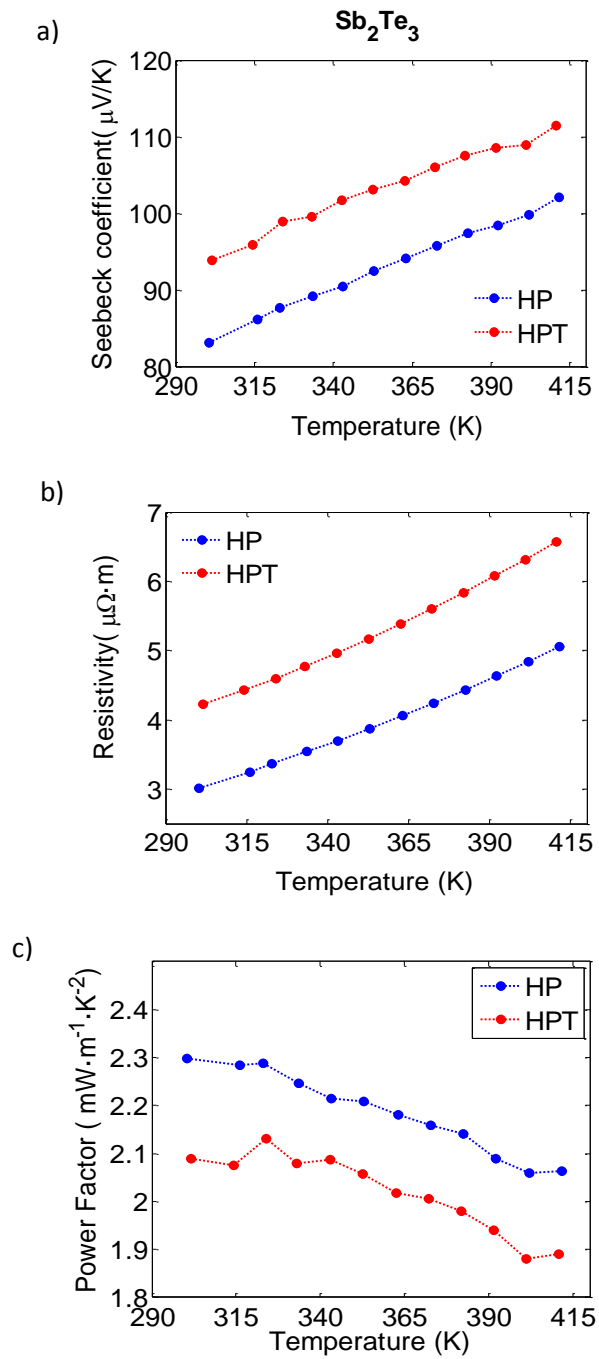 Sb2Te3
a)
Seebeck coefficient( μV/K)
120
110
100
90
80
290 315 340 365 390 415
Temperature (K)
HP
HPT
b)
Resistivity( μΩ·m)
7
6
5
4
3
290 315 340 365 390 415
Temperature (K)
HP
HPT
c)
Power Factor ( mW·m-1·K-2)
2.4
2.3
2.2
2.1
2
1.9
1.8
290 315 340 365 390 415
Temperature (K)
HP
HPT